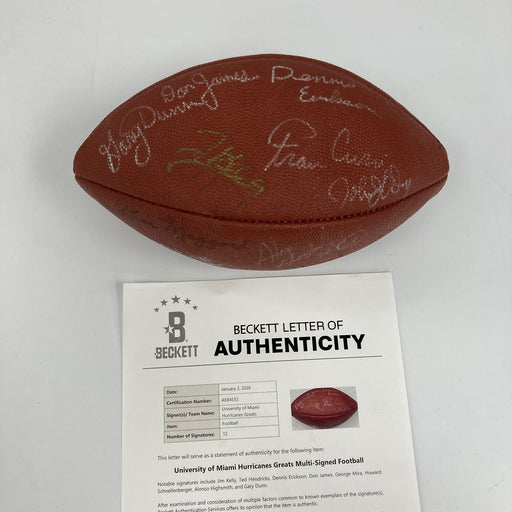 Don James
Dennis
Erickson
Gary Dunn
Fran Curci
BECKETT
BECKETT LETTER OF
AUTHENTICITY
Date: January 2, 2026
Certification Number: AE84532
Signer(s)/ Team Name: University of Miami Hurricanes Greats
Item: Football
Number of Signatures: 12
This letter will serve as a statement of authenticity for the following item:
University of Miami Hurricanes Greats Multi-Signed Football
Notable signatures include Jim Kelly, Ted Hendricks, Dennis Erickson, Don James, George Mira, Howard
Schnellenberger, Alonzo Highsmith, and Gary Dunn.
After examination and consideration of multiple factors common to known exemplars of the signature(s),
Beckett Authentication Services offers its opinion that the item is authentic.